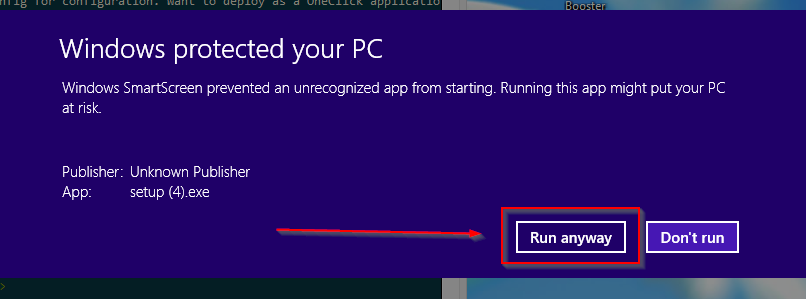 nfig for configuration. Want to deploy as a OneClick applicatio
Booster
Windows protected your PC
Windows SmartScreen prevented an unrecognized app from starting. Running this app might put your PC
at risk.
Publisher: Unknown Publisher
App: setup (4).exe
Run anyway
Don't run
>